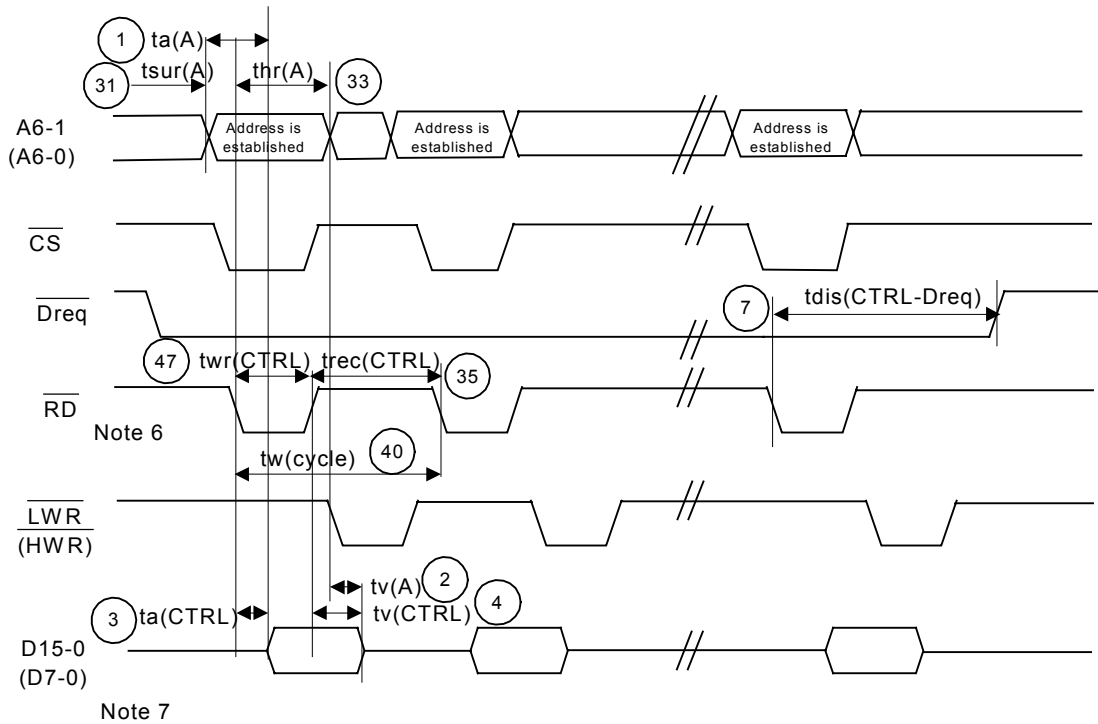 1 ta(A)
31 tsur(A) thr(A) 33
A6-1
(A6-0)
Address is
established
Address is
established
Address is
established
CS
Dreq
7 tdis(CTRL-Dreq)
47 twr(CTRL) trec(CTRL) 35
RD
Note 6
tw(cycle) 40
LWR
(HWR)
tv(A) 2
3 ta(CTRL) tv(CTRL) 4
D15-0
(D7-0)
Note 7